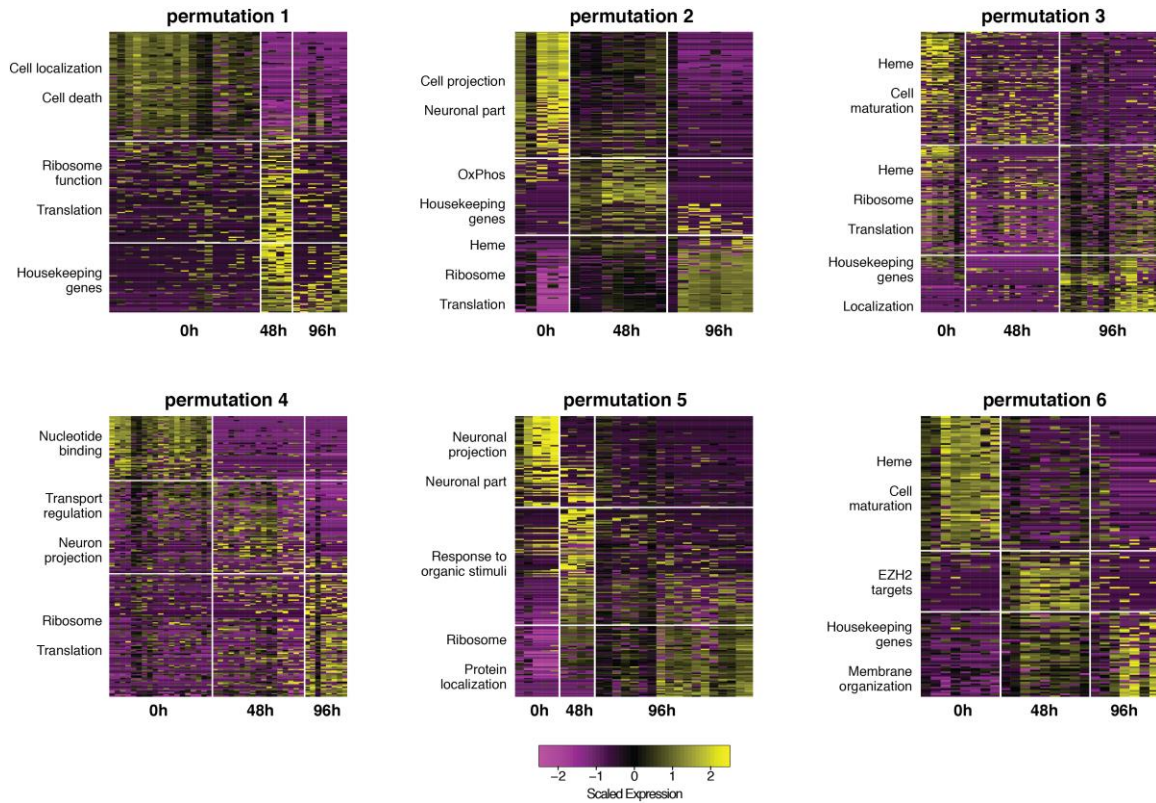 permutation 1
Cell localization
Cell death
Ribosome
function
Translation
Housekeeping
genes
0h 48h 96h
permutation 2
Cell projection
Neuronal part
OxPhos
Housekeeping
genes
Heme
Ribosome
Translation
0h 48h 96h
permutation 3
Heme
Cell
maturation
Heme
Ribosome
Translation
Housekeeping
genes
Localization
0h 48h 96h
permutation 4
Nucleotide
binding
Transport
regulation
Neuron
projection
Ribosome
Translation
0h 48h 96h
permutation 5
Neuronal
projection
Neuronal part
Response to
organic stimuli
Ribosome
Protein
localization
0h 48h 96h
permutation 6
Heme
Cell
maturation
EZH2
targets
Housekeeping
genes
Membrane
organization
0h 48h 96h
−2 −1 0 1 2
Scaled Expression